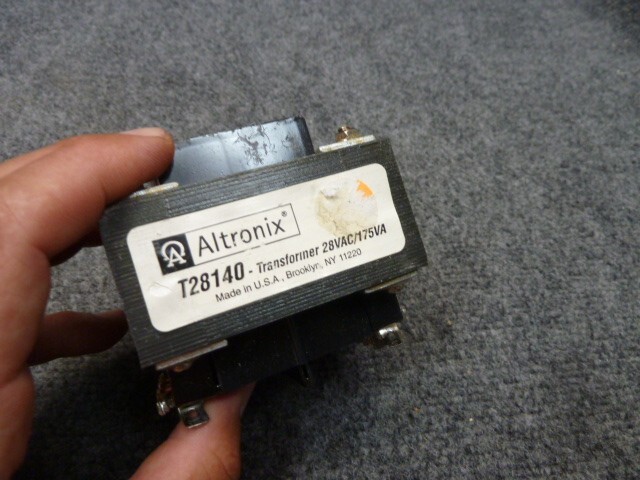 Altronix®
T28140 - Transformer 28VAC/175VA
Made in U.S.A., Brooklyn, NY 11220